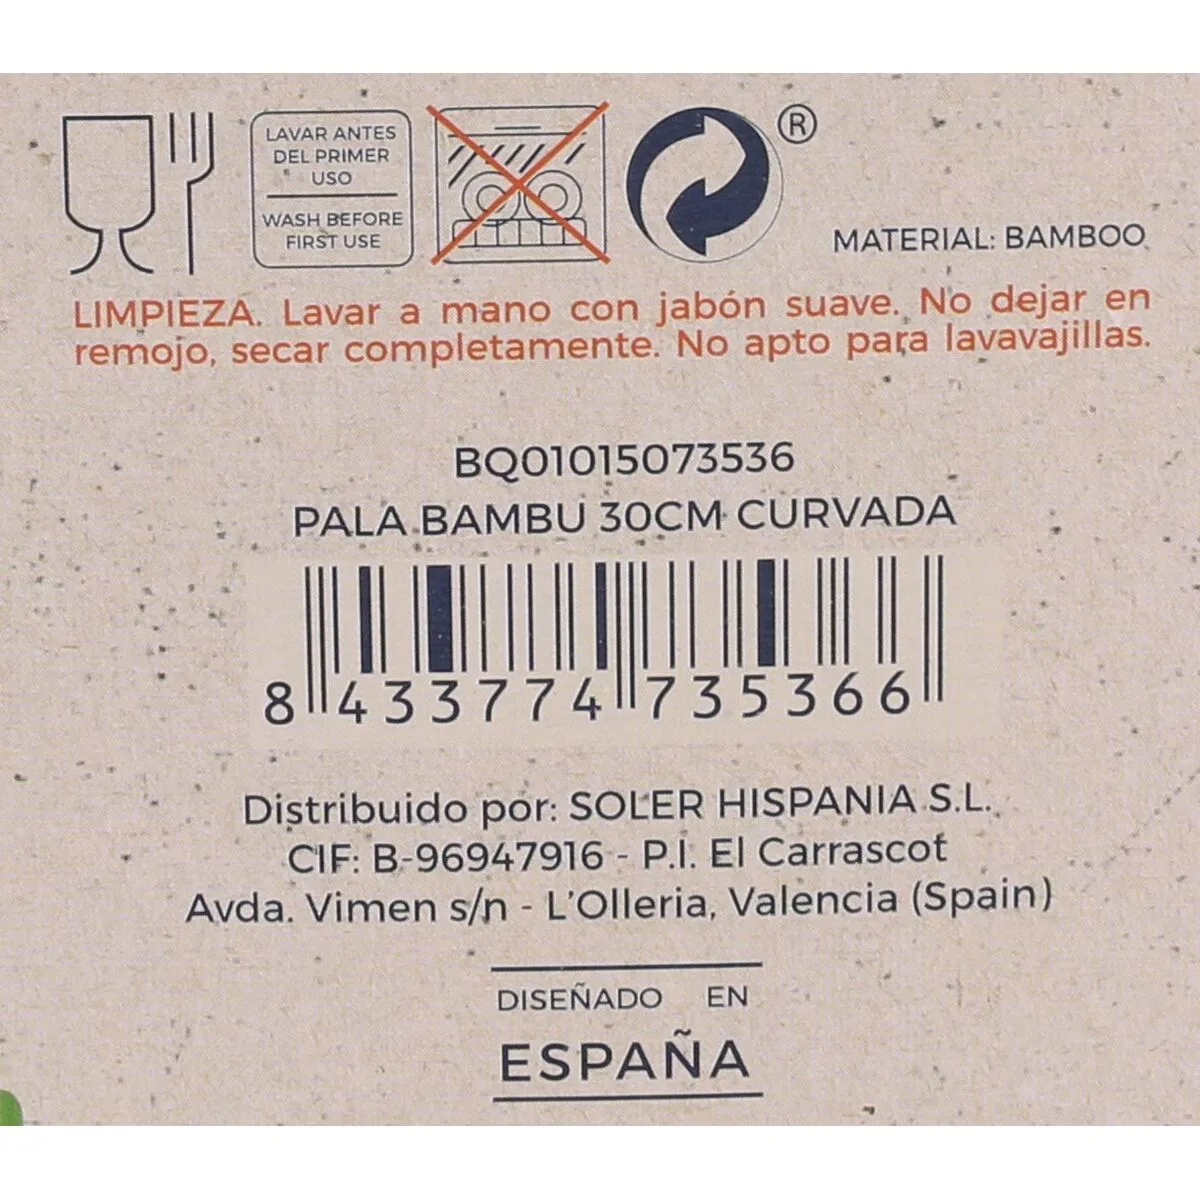 LAVAR ANTES
DEL PRIMER
USO
WASH BEFORE
FIRST USE
®
MATERIAL: BAMBOO
LIMPIEZA. Lavar a mano con jabón suave. No dejar en
remojo, secar completamente. No apto para lavavajillas.
BQ01015073536
PALA BAMBU 30CM CURVADA
8 433774 735366
Distribuido por: SOLER HISPANIA S.L.
CIF: B-96947916 - P.I. El Carrascot
Avda. Vimen s/n - L'Olleria, Valencia (Spain)
DISEÑADO EN
ESPAÑA